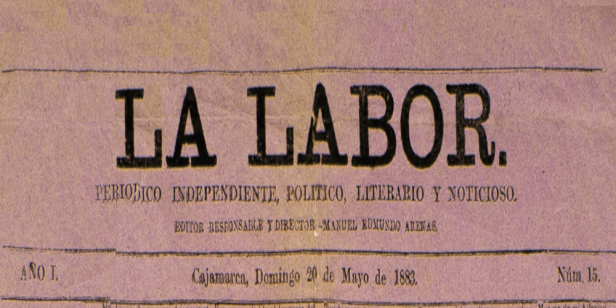 LA LABOR.
PERIODICO INDEPENDIENTE, POLITICO, LITERARIO Y NOTICIOSO.
EDITOR RESPONSABLE Y DIRECTOR -MANUEL EDMUNDO ARENAS.
AÑO I. Cajamarca, Domingo 20 de Mayo de 1883. Núm. 15.